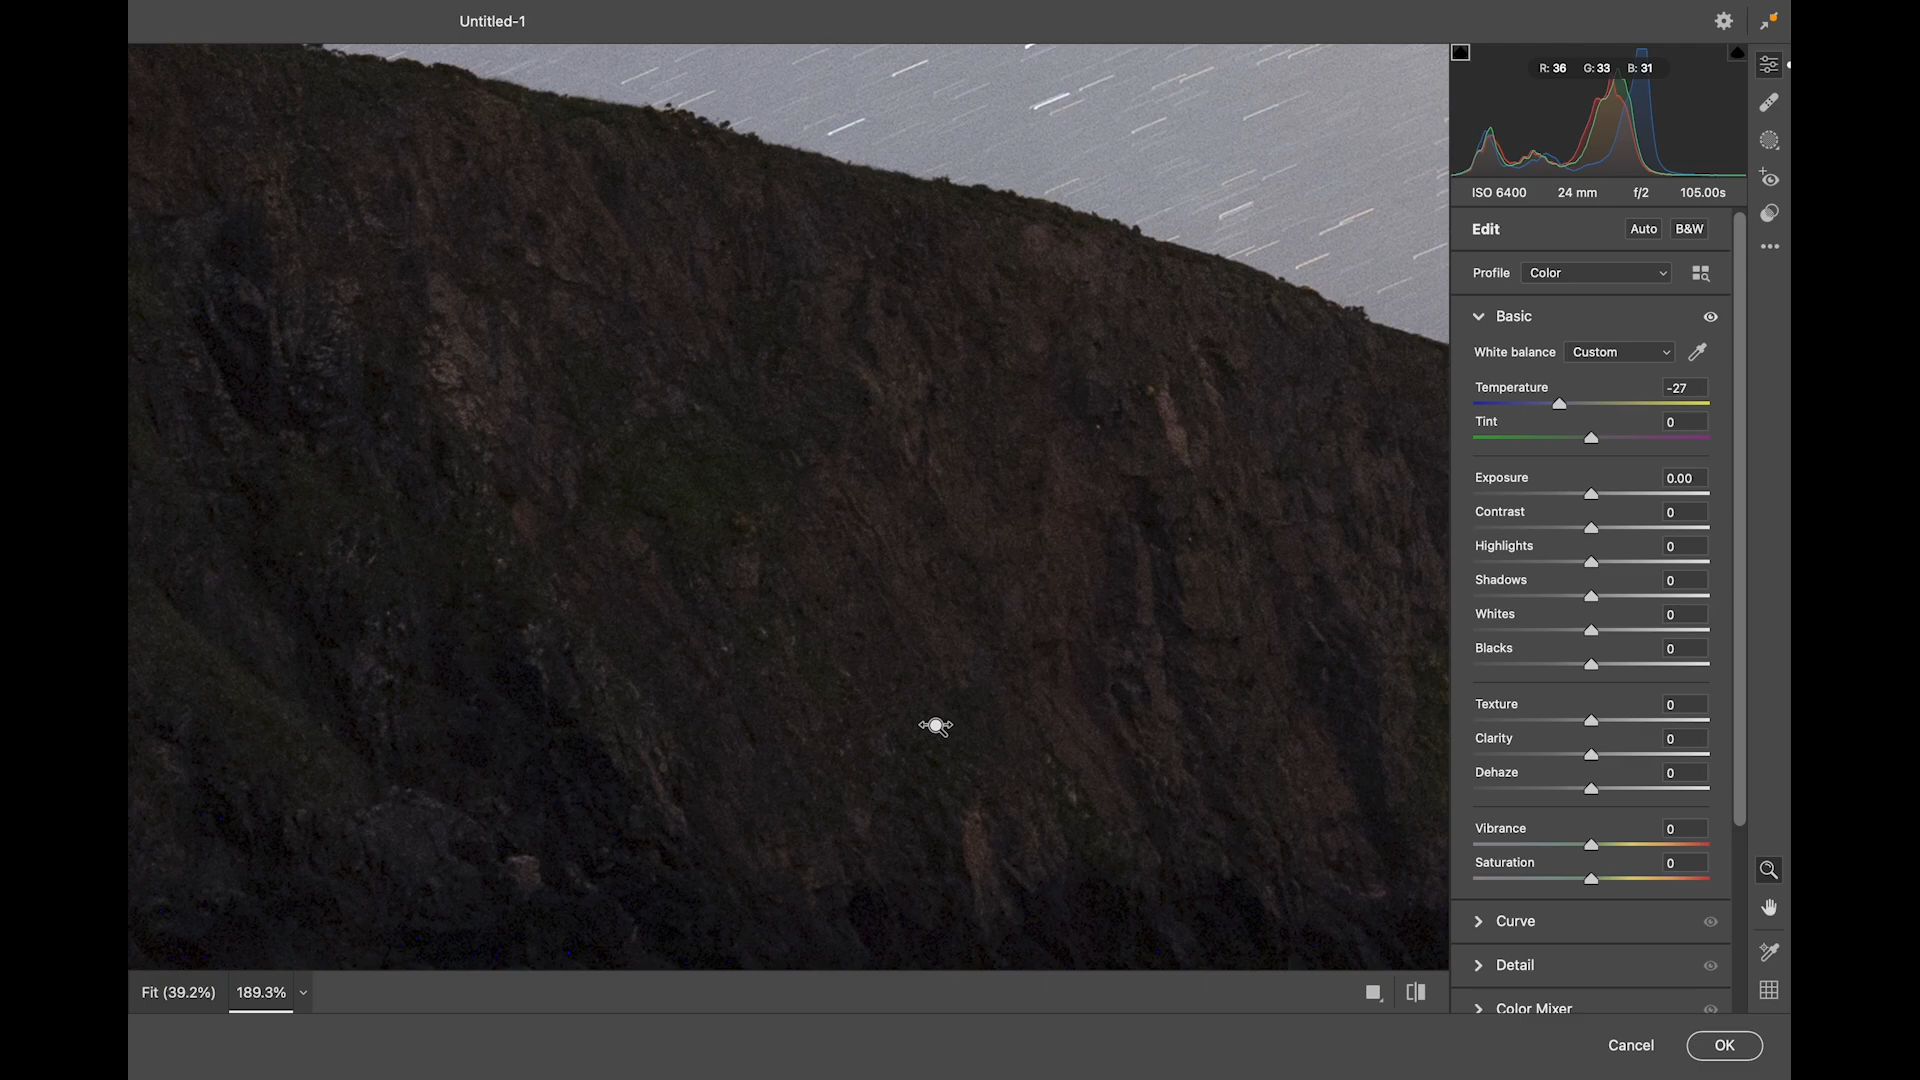 Untitled-1
R: 36 G: 33 B: 31
ISO 6400 24 mm f/2 105.00s
Edit Auto B&W
Profile Color
Basic
White balance Custom
Temperature -27
Tint 0
Exposure 0.00
Contrast 0
Highlights 0
Shadows 0
Whites 0
Blacks 0
Texture 0
Clarity 0
Dehaze 0
Vibrance 0
Saturation 0
Curve
Detail
Color Mixer
Fit (39.2%) 189.3%
Cancel OK